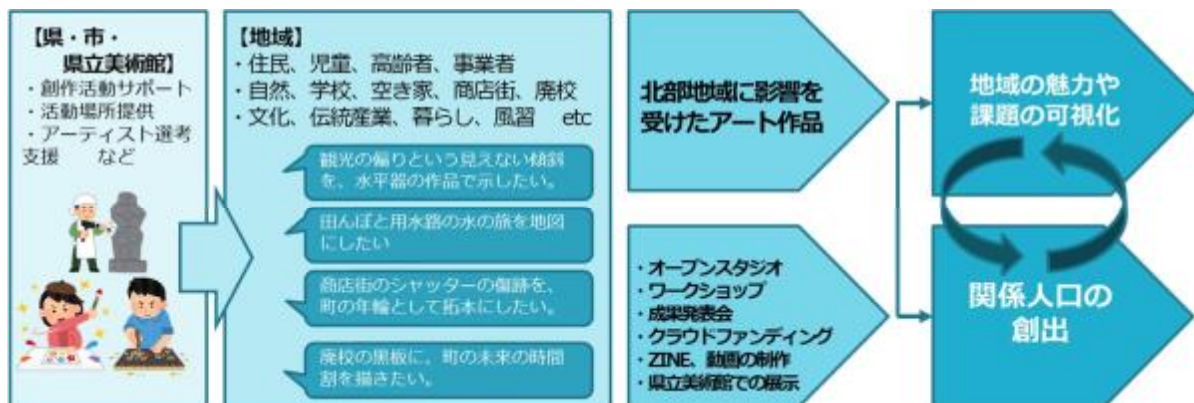 【県・市・
県立美術館】
・創作活動サポート
・活動場所提供
・アーティスト選考
支援　など
【地域】
・住民、児童、高齢者、事業者
・自然、学校、空き家、商店街、廃校
・文化、伝統産業、暮らし、風習　etc
観光の偏りという見えない傾斜
を、水平器の作品で示したい。
田んぼと用水路の水の旅を地図
にしたい
商店街のシャッターの傷跡を、
町の年輪として拓本にしたい。
廃校の黒板に、町の未来の時間
割を描きたい。
北部地域に影響を
受けたアート作品
・オープンスタジオ
・ワークショップ
・成果発表会
・クラウドファンディング
・ZINE、動画の制作
・県立美術館での展示
地域の魅力や
課題の可視化
関係人口の
創出